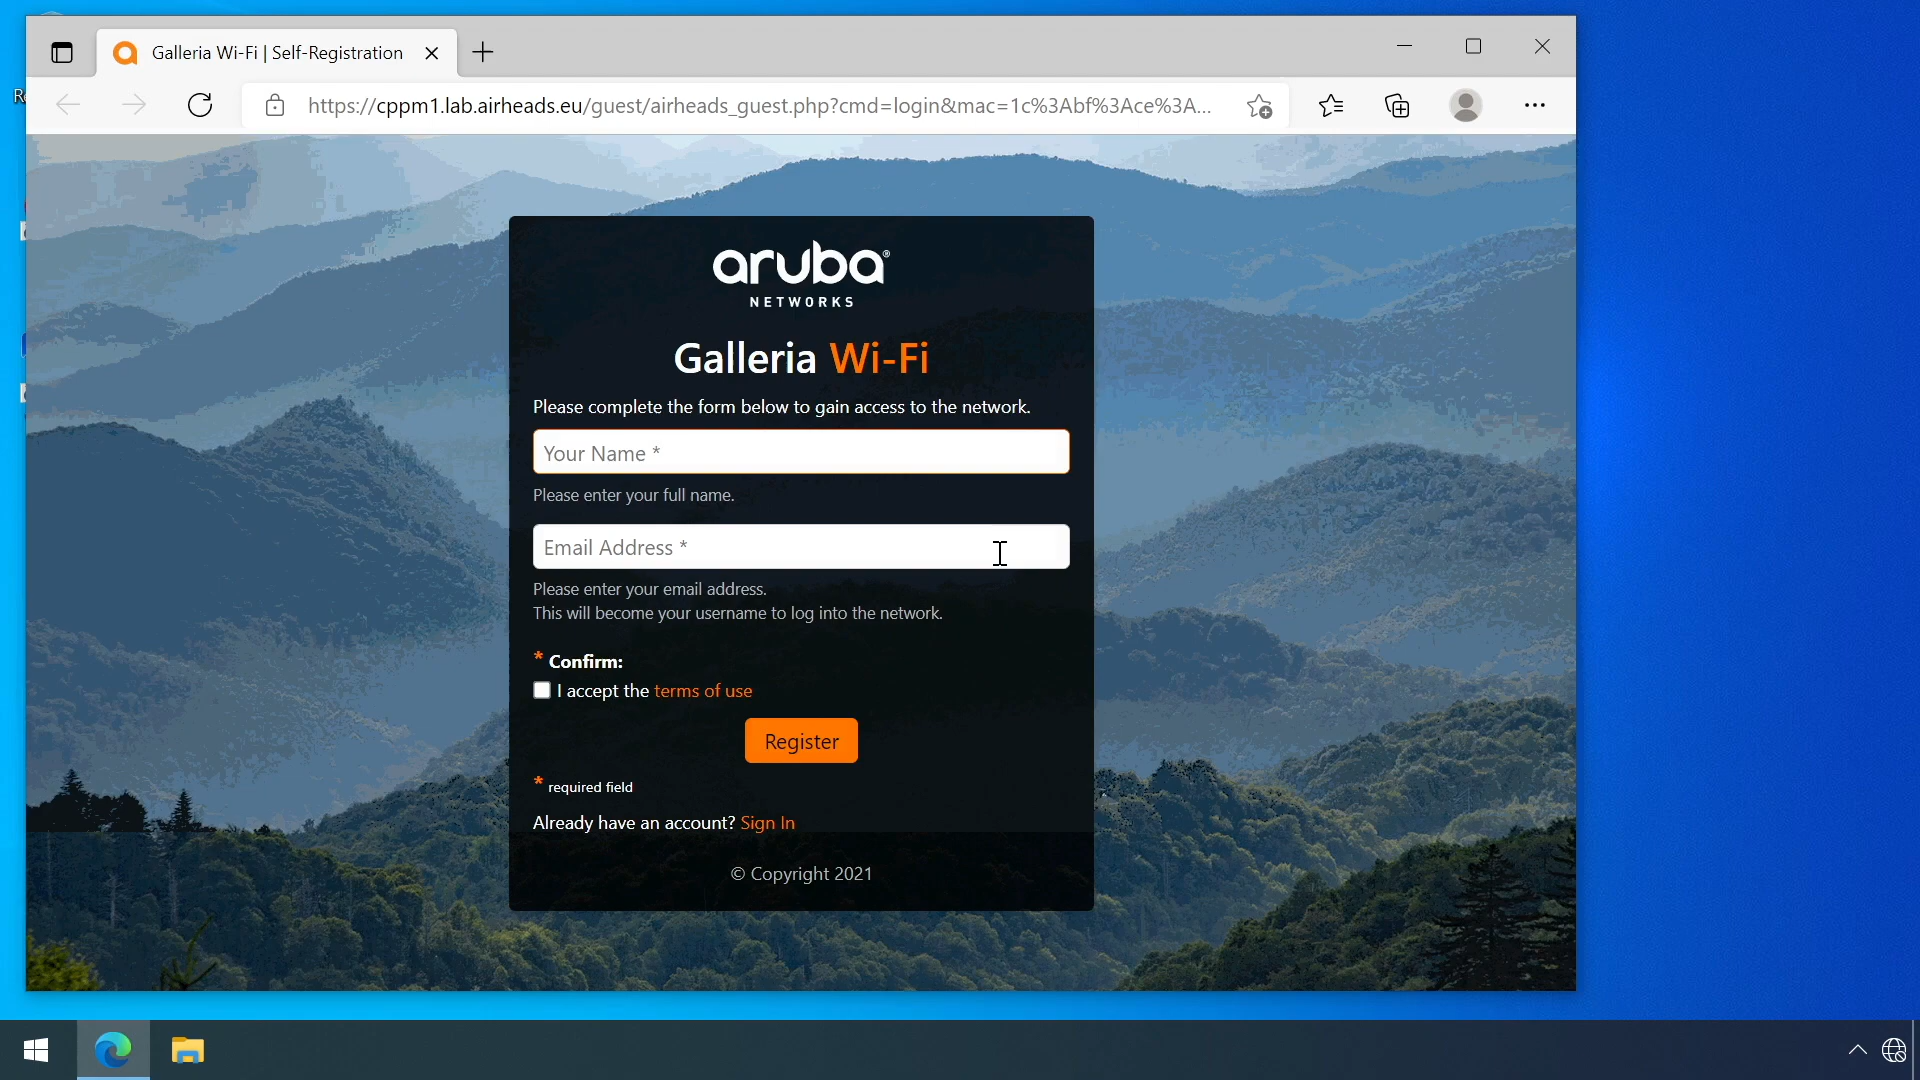 Galleria Wi-Fi | Self-Registration
https://cppm1.lab.airheads.eu/guest/airheads_guest.php?cmd=login&mac=1c%3Abf%3Ace%3A...
aruba®
NETWORKS
Galleria Wi-Fi
Please complete the form below to gain access to the network.
Your Name *
Please enter your full name.
Email Address *
Please enter your email address.
This will become your username to log into the network.
* Confirm:
I accept the terms of use
Register
* required field
Already have an account? Sign In
© Copyright 2021